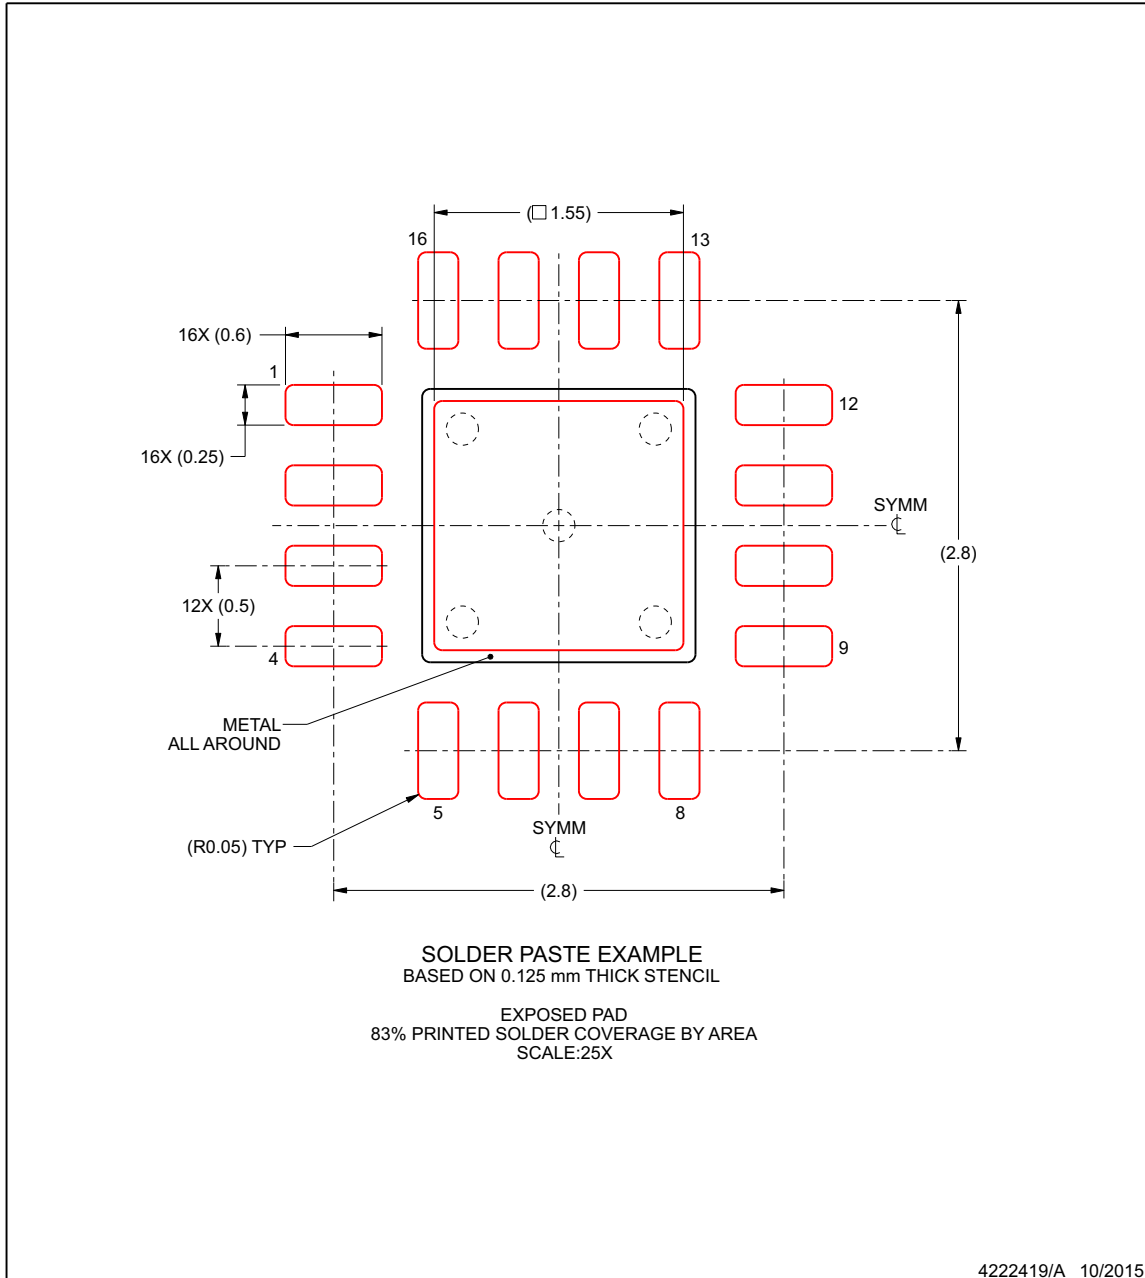 (□ 1.55)
16
13
16X (0.6)
1
12
16X (0.25)
SYMM
℄
(2.8)
12X (0.5)
4
9
METAL
ALL AROUND
5
8
SYMM
℄
(R0.05) TYP
(2.8)
SOLDER PASTE EXAMPLE
BASED ON 0.125 mm THICK STENCIL
EXPOSED PAD
83% PRINTED SOLDER COVERAGE BY AREA
SCALE:25X
4222419/A 10/2015